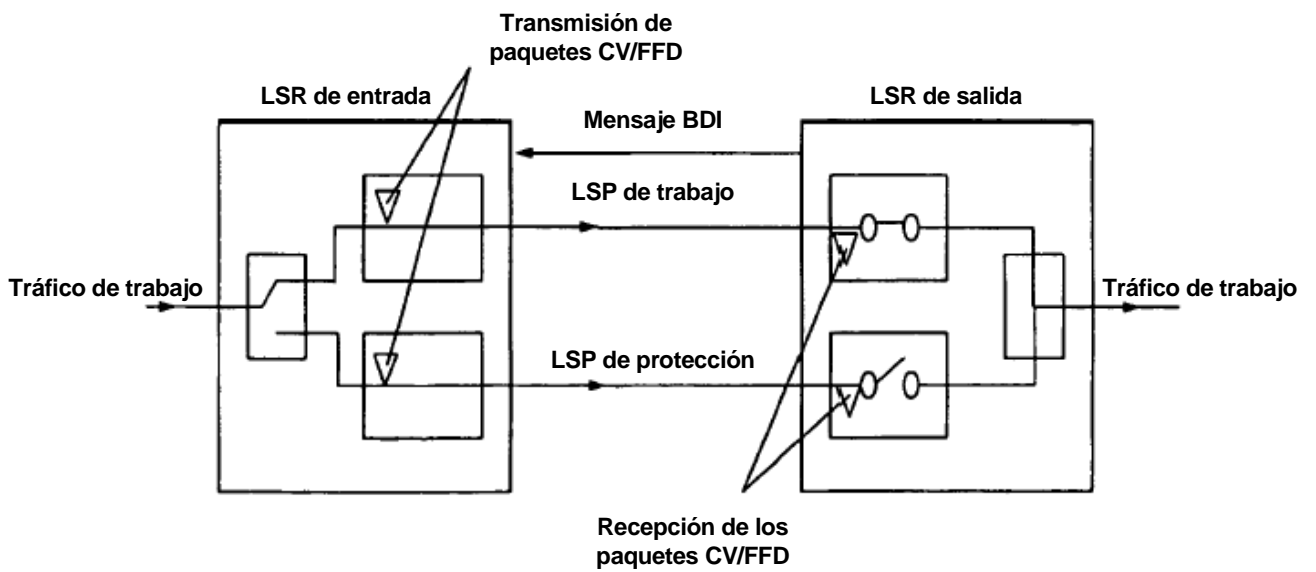 Transmisión de
paquetes CV/FFD
LSR de entrada
LSR de salida
Mensaje BDI
LSP de trabajo
Tráfico de trabajo
Tráfico de trabajo
LSP de protección
Recepción de los
paquetes CV/FFD